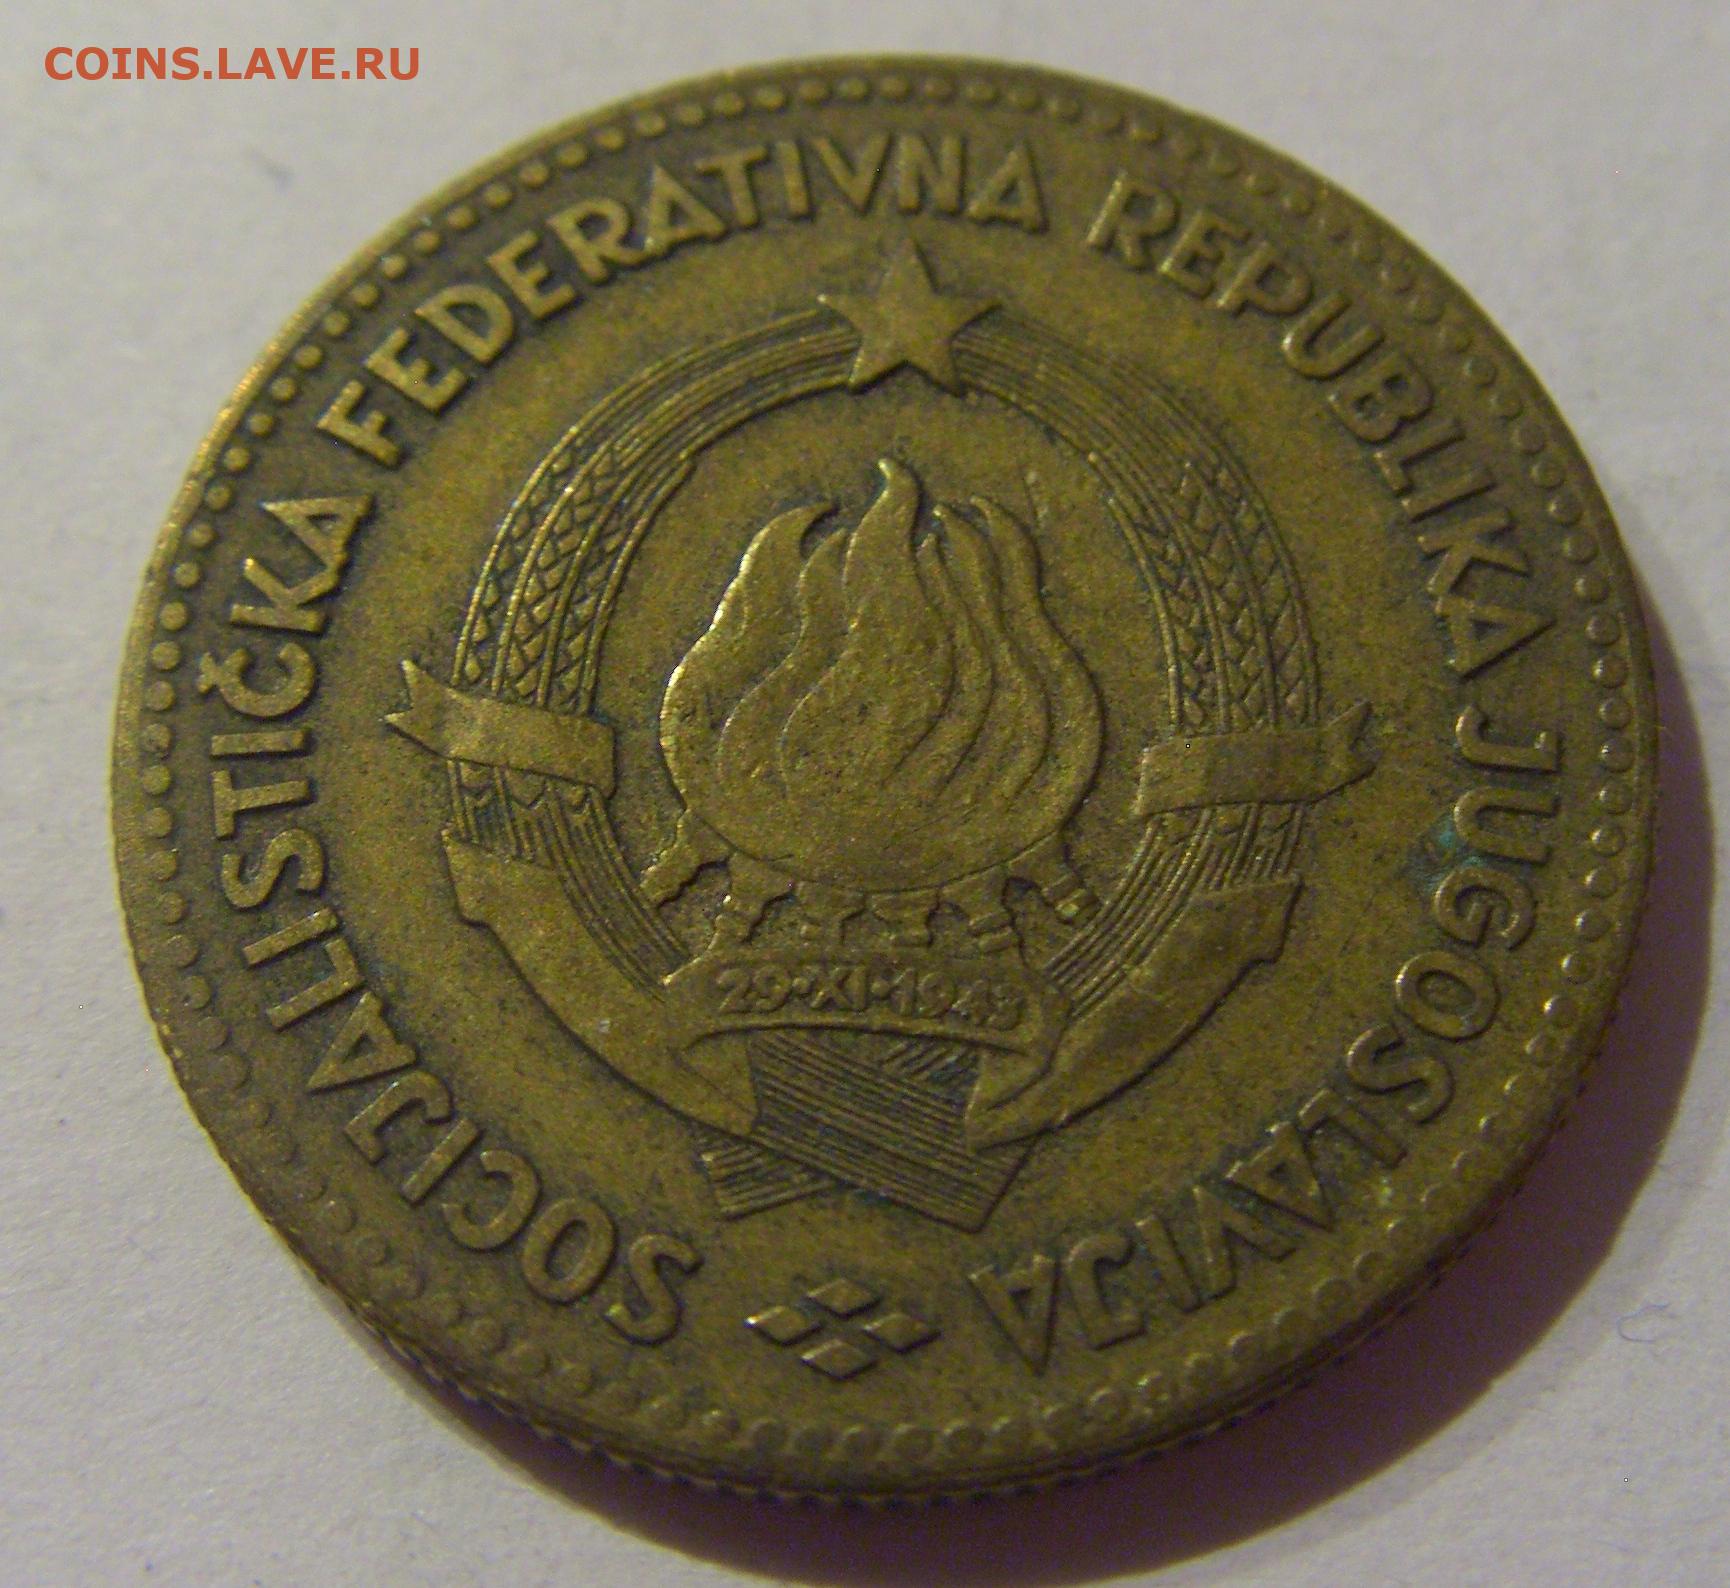 COINS.LAVE.RU
SOCIJALISTIČKA FEDERATIVNA REPUBLIKA JUGOSLAVIJA
29·XI·1943